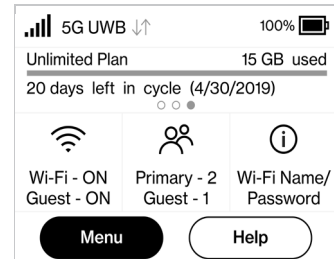 5G UWB 100%
Unlimited Plan 15 GB used
20 days left in cycle (4/30/2019)
Wi-Fi - ON Primary - 2 Wi-Fi Name/
Guest - ON Guest - 1 Password
Menu Help